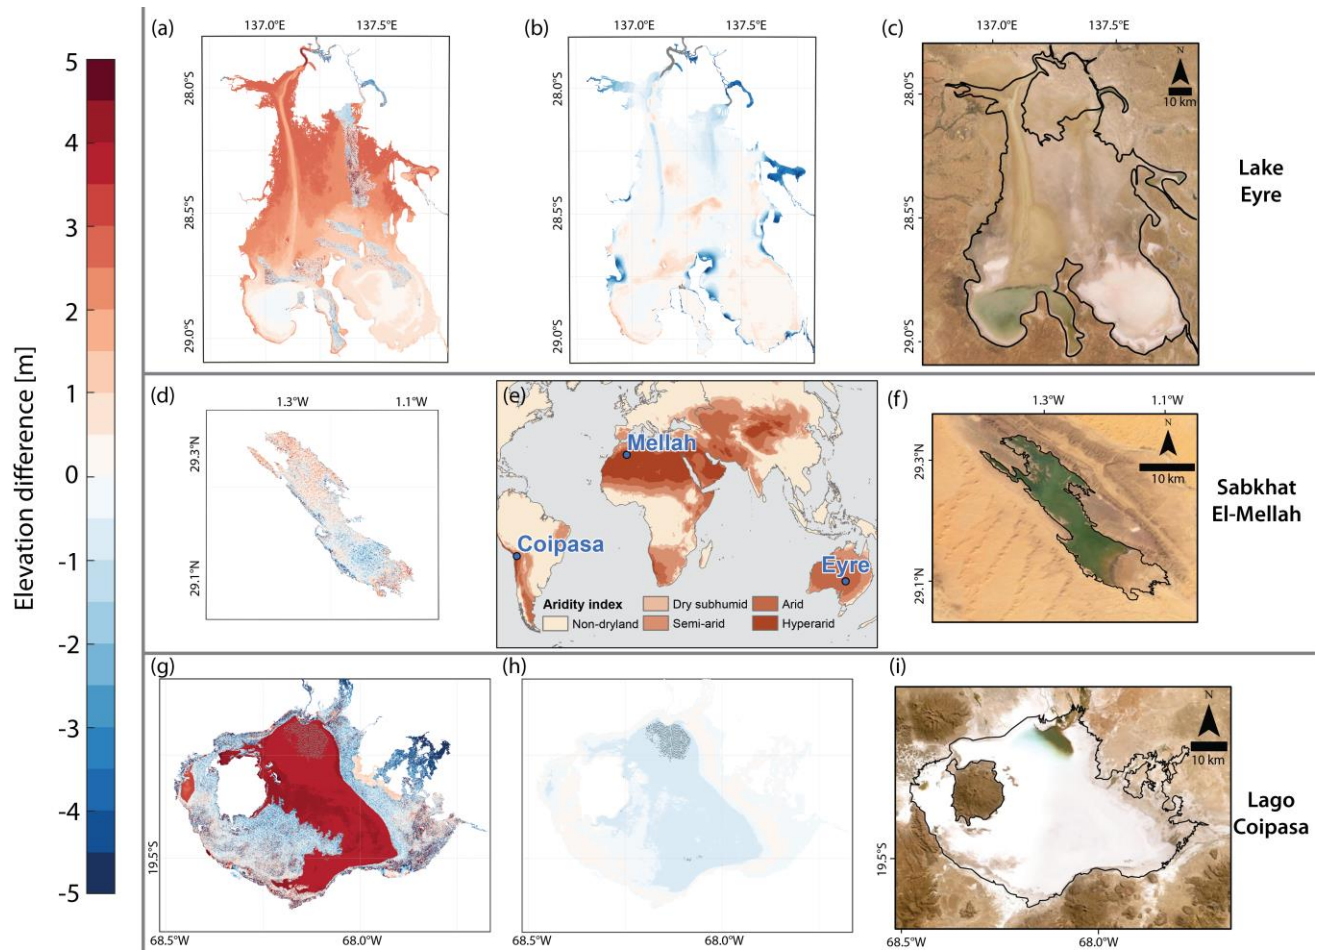 Elevation difference [m]
5
4
3
2
1
0
-1
-2
-3
-4
-5
(a)
137.0°E
137.5°E
28.0°S
28.5°S
29.0°S
(b)
137.0°E
137.5°E
28.0°S
28.5°S
29.0°S
(c)
137.0°E
137.5°E
28.0°S
28.5°S
29.0°S
N
10 km
Lake
Eyre
(d)
1.3°W
1.1°W
29.3°N
29.1°N
(e)
Mellah
Coipasa
Eyre
Aridity index
Non-dryland
Dry subhumid
Semi-arid
Arid
Hyperarid
(f)
1.3°W
1.1°W
29.3°N
29.1°N
N
10 km
Sabkhat
El-Mellah
(g)
19.5°S
68.5°W
68.0°W
(h)
68.0°W
(i)
19.5°S
68.5°W
68.0°W
N
10 km
Lago
Coipasa